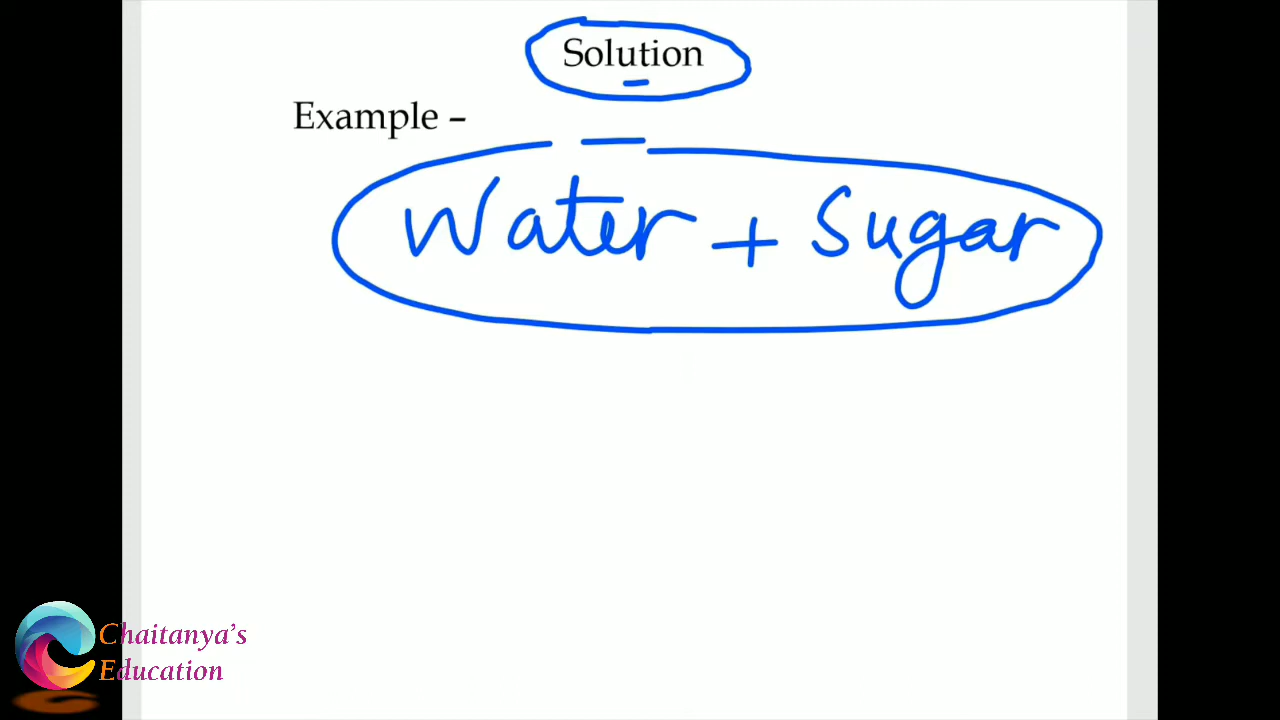 Solution
Example –
Water + Sugar
Chaitanya's
Education